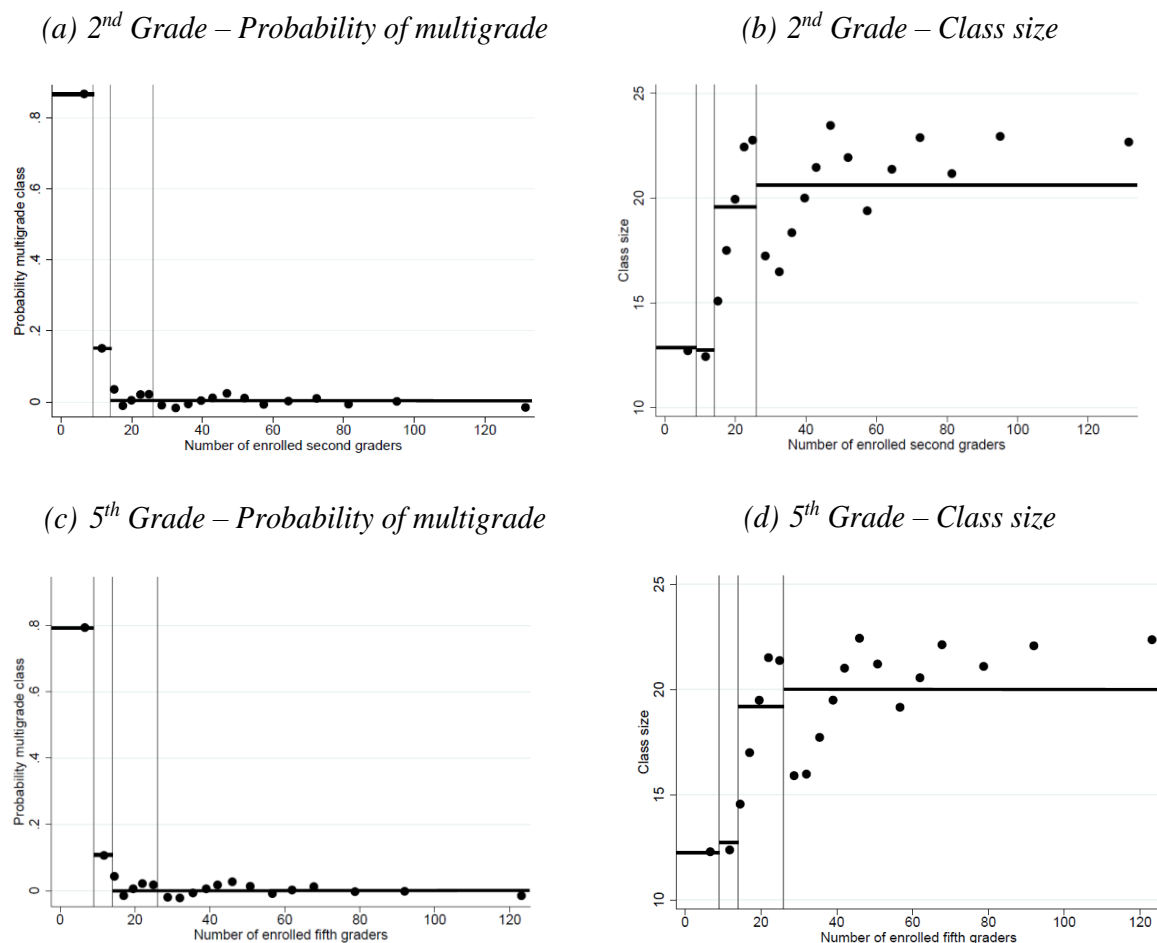 (a) 2nd Grade – Probability of multigrade
Probability multigrade class
.8
.6
.4
.2
0
0 20 40 60 80 100 120
Number of enrolled second graders
(b) 2nd Grade – Class size
Class size
25
20
15
10
0 20 40 60 80 100 120
Number of enrolled second graders
(c) 5th Grade – Probability of multigrade
Probability multigrade class
.8
.6
.4
.2
0
0 20 40 60 80 100 120
Number of enrolled fifth graders
(d) 5th Grade – Class size
Class size
25
20
15
10
0 20 40 60 80 100 120
Number of enrolled fifth graders